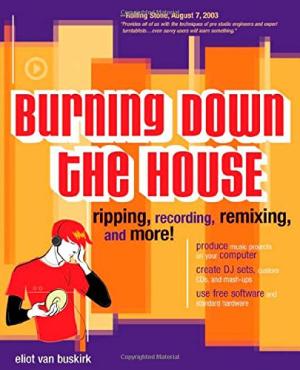 —Rolling Stone, August 7, 2003
"Provides all of us with the techniques of pro studio engineers and expert
turntablists...even savvy users will learn something."
Burning Down
the House
ripping, recording, remixing,
and more!
produce music projects
on your computer
create DJ sets, custom
CDs, and mash-ups
use free software and
standard hardware
eliot van buskirk